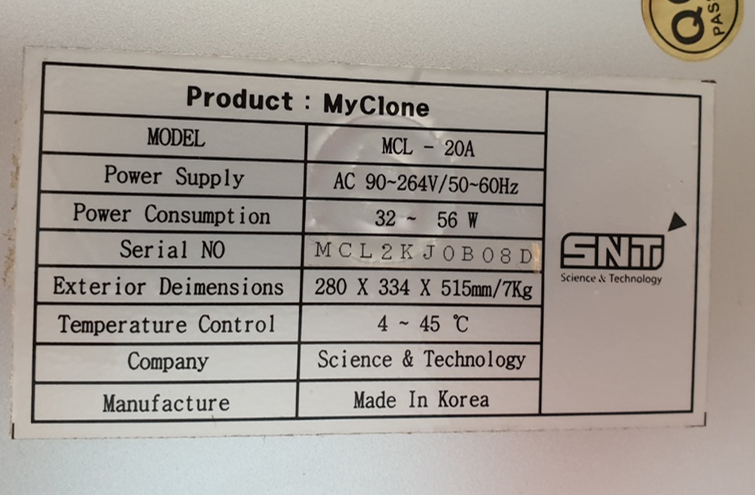 Product : MyClone
MODEL MCL - 20A
Power Supply AC 90~264V/50~60Hz
Power Consumption 32 ~ 56 W
Serial NO MCL2KJ0B08D
Exterior Deimensions 280 X 334 X 515mm/7Kg
Temperature Control 4 ~ 45 ℃
Company Science & Technology
Manufacture Made In Korea
SNT
Science & Technology